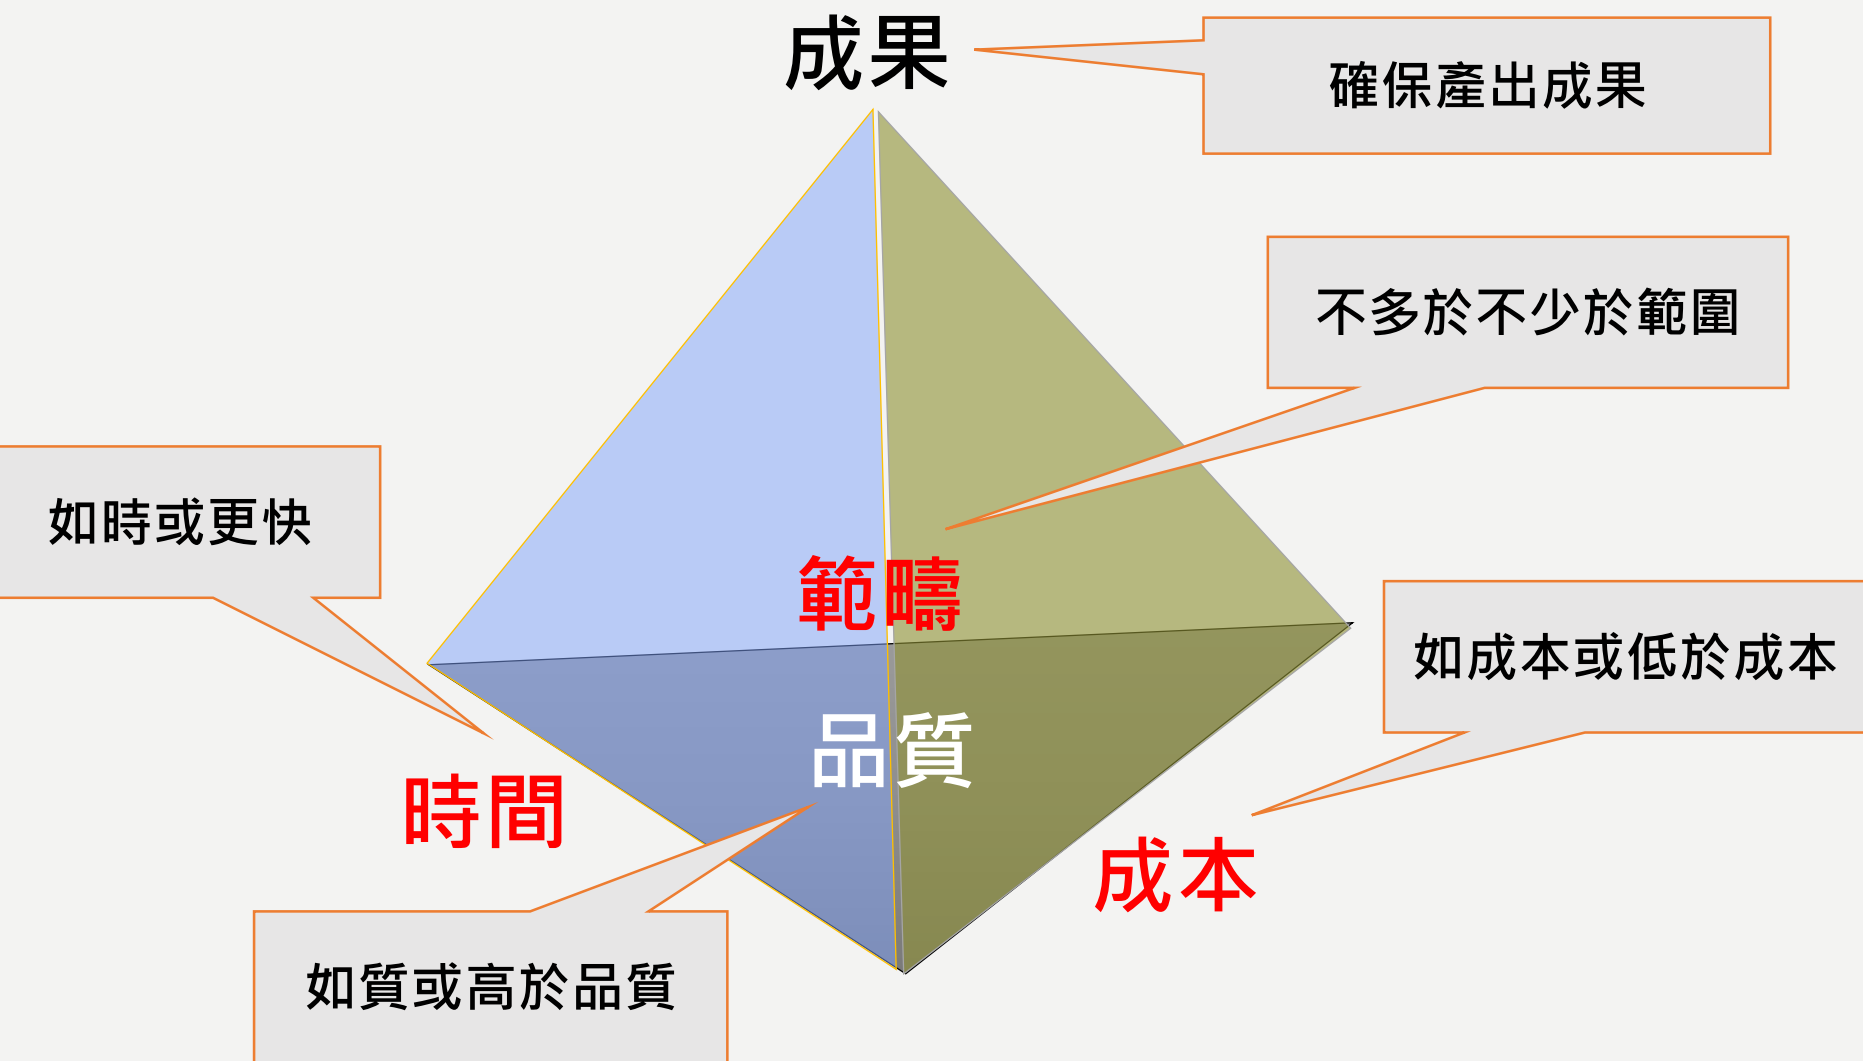 成果
確保產出成果
不多於不少於範圍
如時或更快
範疇
如成本或低於成本
品質
時間
成本
如質或高於品質